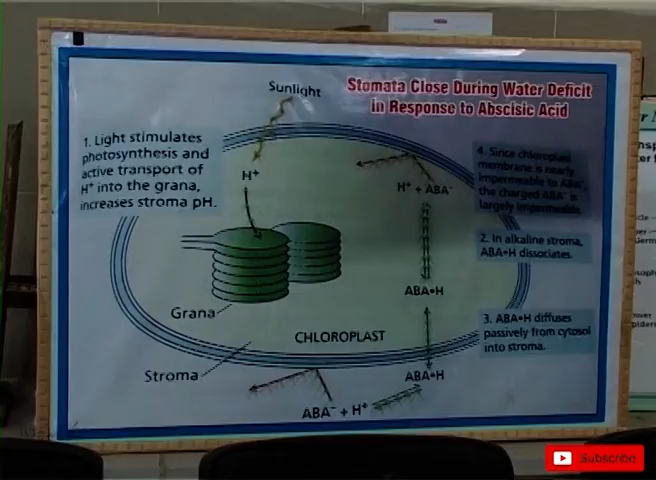 Sunlight
Stomata Close During Water Deficit
in Response to Abscisic Acid
1. Light stimulates
photosynthesis and
active transport of
H⁺ into the grana,
increases stroma pH.
H⁺
H⁺ + ABA⁻
4. Since chloroplast
membrane is nearly
impermeable to ABA⁻,
the charged ABA⁻ is
largely impermeable.
2. In alkaline stroma,
ABA•H dissociates.
ABA•H
Grana
3. ABA•H diffuses
passively from cytosol
into stroma.
CHLOROPLAST
Stroma
ABA•H
ABA⁻ + H⁺
Subscribe